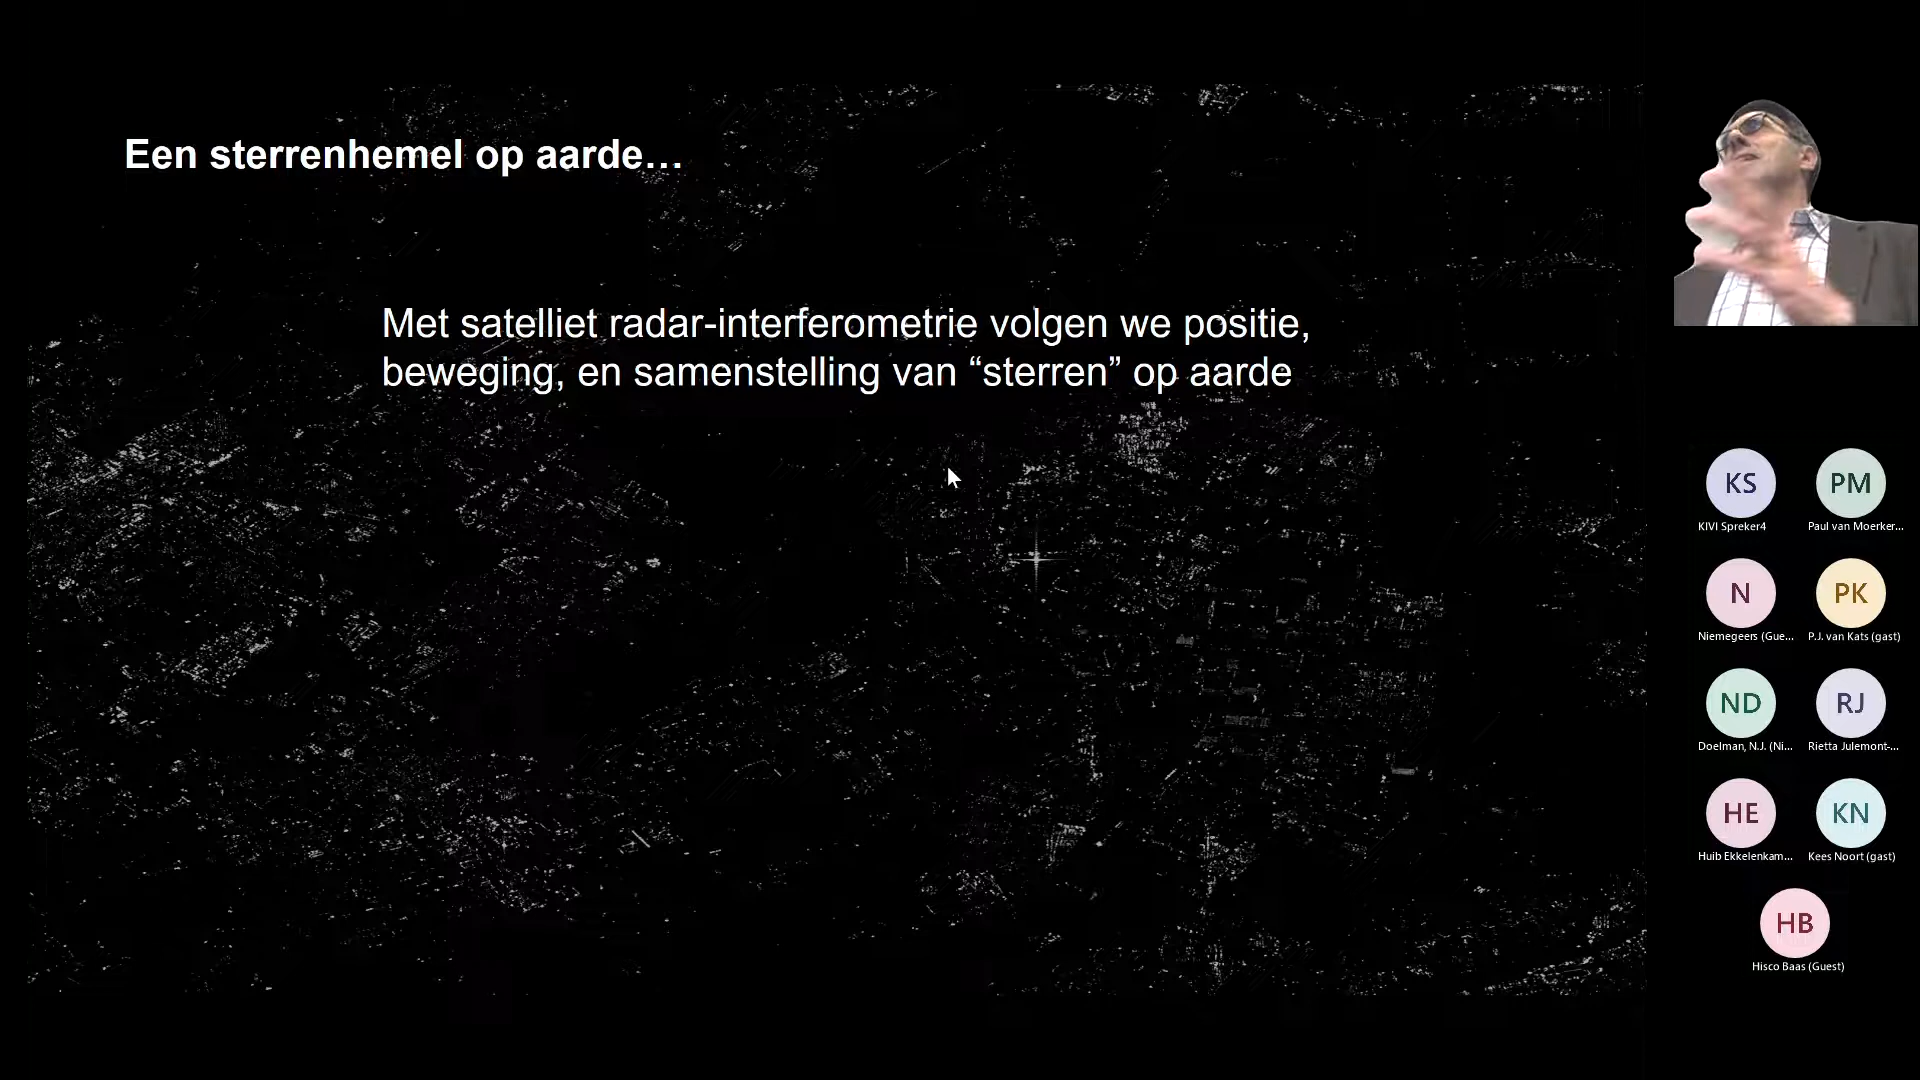 Een sterrenhemel op aarde...
Met satelliet radar-interferometrie volgen we positie,
beweging, en samenstelling van “sterren” op aarde
KS
PM
KIVI Spreker4
Paul van Moerker...
N
PK
Niemegeers (Gue...
P.J. van Kats (gast)
ND
RJ
Doelman, N.J. (Ni...
Rietta Julemont-...
HE
KN
Huib Ekkelenkam...
Kees Noort (gast)
HB
Hisco Baas (Guest)